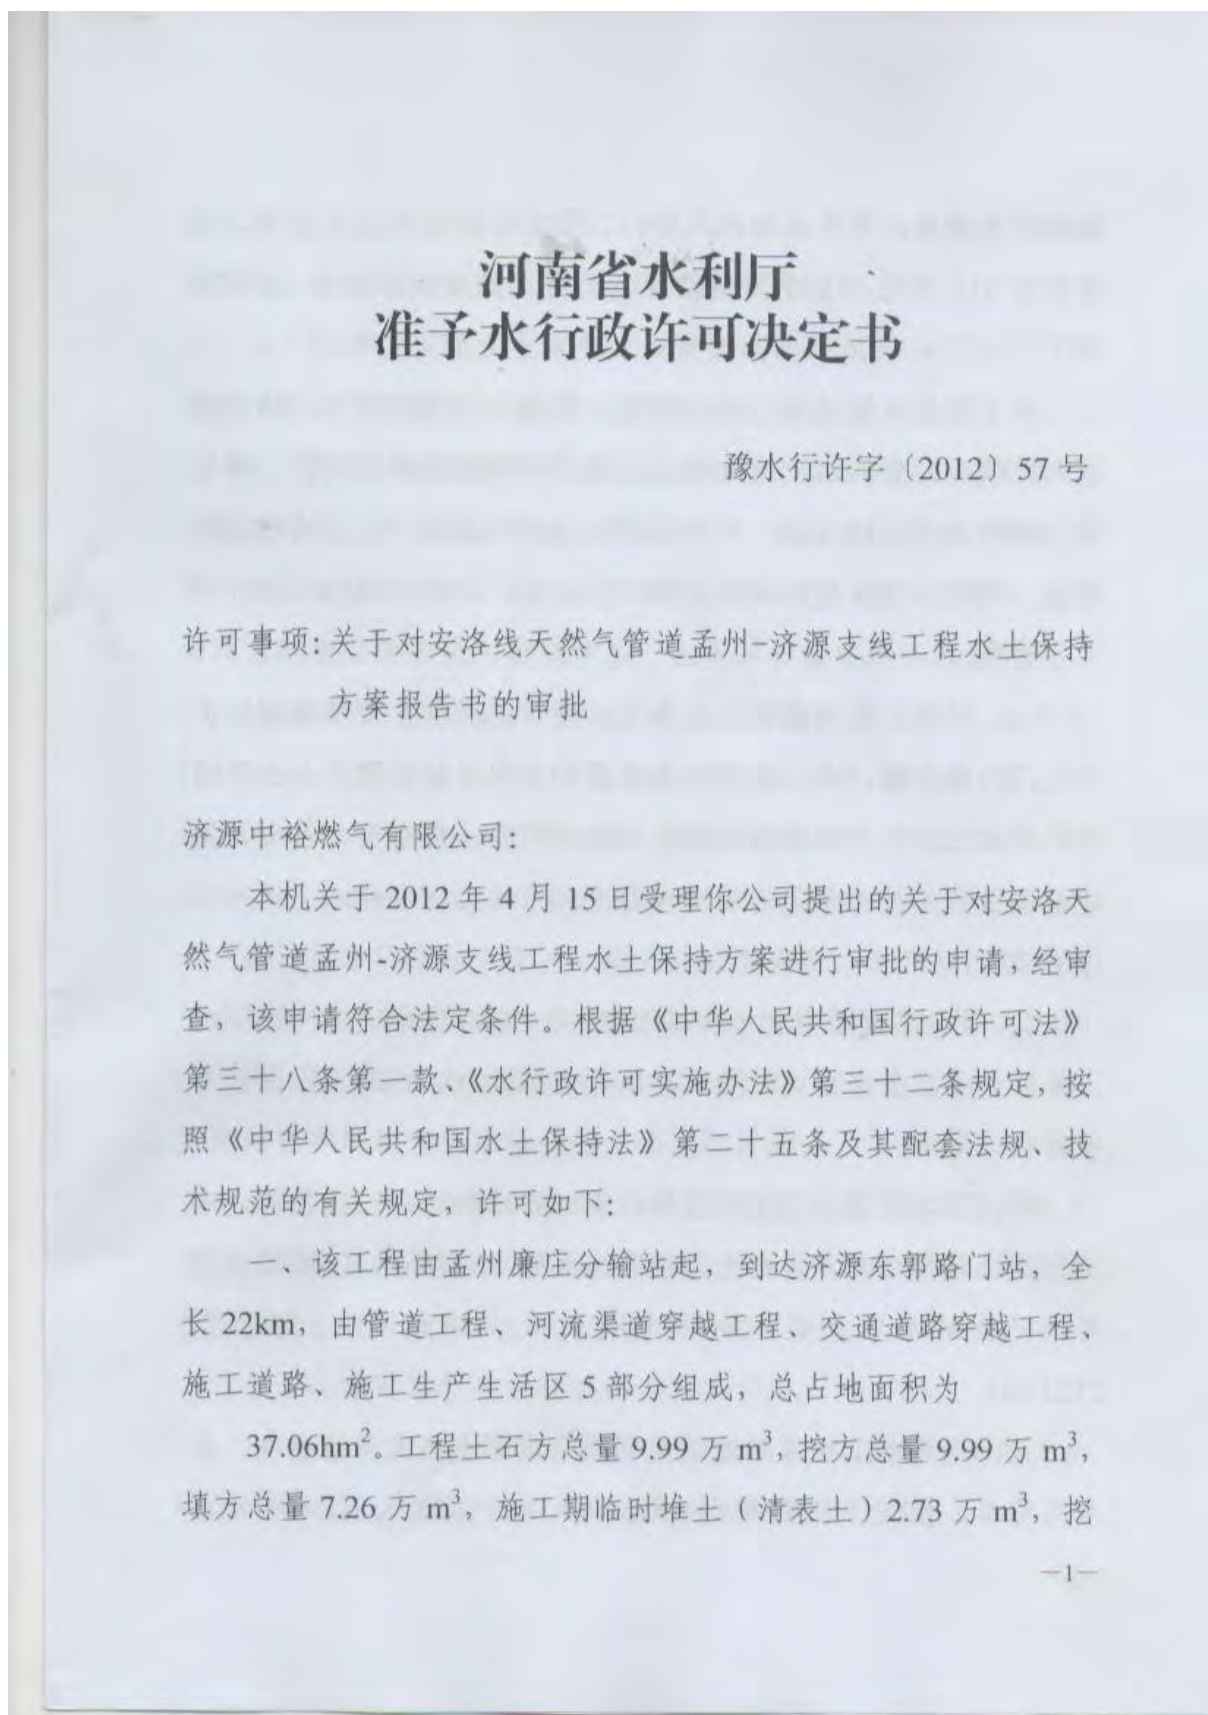 河南省水利厅
准予水行政许可决定书
豫水行许字〔2012〕57号
许可事项:关于对安洛线天然气管道孟州-济源支线工程水土保持
方案报告书的审批
济源中裕燃气有限公司:
本机关于2012年4月15日受理你公司提出的关于对安洛天
然气管道孟州-济源支线工程水土保持方案进行审批的申请,经审
查,该申请符合法定条件。根据《中华人民共和国行政许可法》
第三十八条第一款、《水行政许可实施办法》第三十二条规定,按
照《中华人民共和国水土保持法》第二十五条及其配套法规、技
术规范的有关规定,许可如下:
一、该工程由孟州廉庄分输站起,到达济源东郭路门站,全
长22km,由管道工程、河流渠道穿越工程、交通道路穿越工程、
施工道路、施工生产生活区5部分组成,总占地面积为
37.06hm²。工程土石方总量9.99万m³,挖方总量9.99万m³,
填方总量7.26万m³,施工期临时堆土(清表土)2.73万m³,挖
—1—